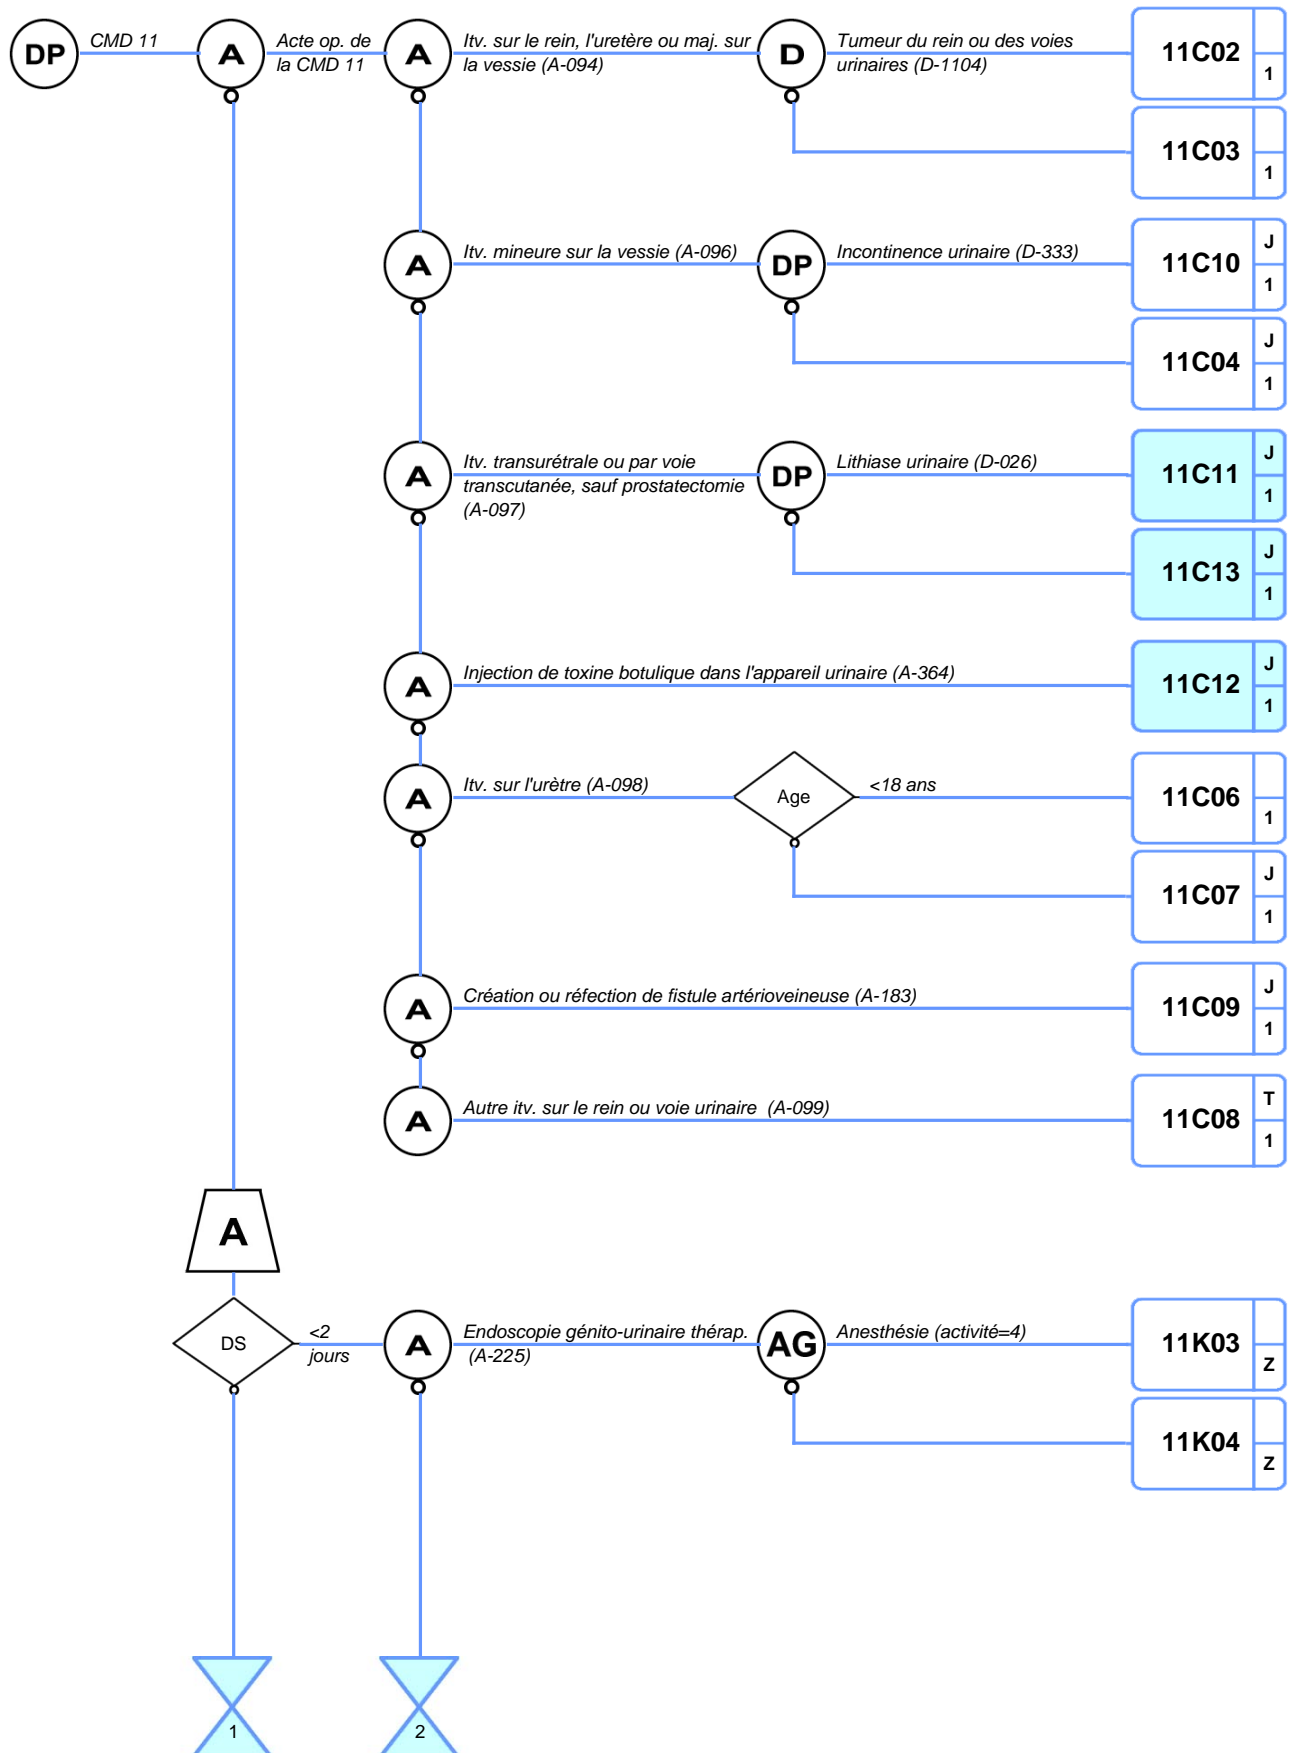 DP
CMD 11
A
Acte op. de
la CMD 11
A
Itv. sur le rein, l'uretère ou maj. sur
la vessie (A-094)
D
Tumeur du rein ou des voies
urinaires (D-1104)
11C02
1
11C03
1
A
Itv. mineure sur la vessie (A-096)
DP
Incontinence urinaire (D-333)
11C10
J
1
11C04
J
1
A
Itv. transurétrale ou par voie
transcutanée, sauf prostatectomie
(A-097)
DP
Lithiase urinaire (D-026)
11C11
J
1
11C13
J
1
A
Injection de toxine botulique dans l'appareil urinaire (A-364)
11C12
J
1
A
Itv. sur l'urètre (A-098)
Age
<18 ans
11C06
1
11C07
J
1
A
Création ou réfection de fistule artérioveineuse (A-183)
11C09
J
1
A
Autre itv. sur le rein ou voie urinaire (A-099)
11C08
T
1
A
DS
<2
jours
A
Endoscopie génito-urinaire thérap.
(A-225)
AG
Anesthésie (activité=4)
11K03
Z
11K04
Z
1
2